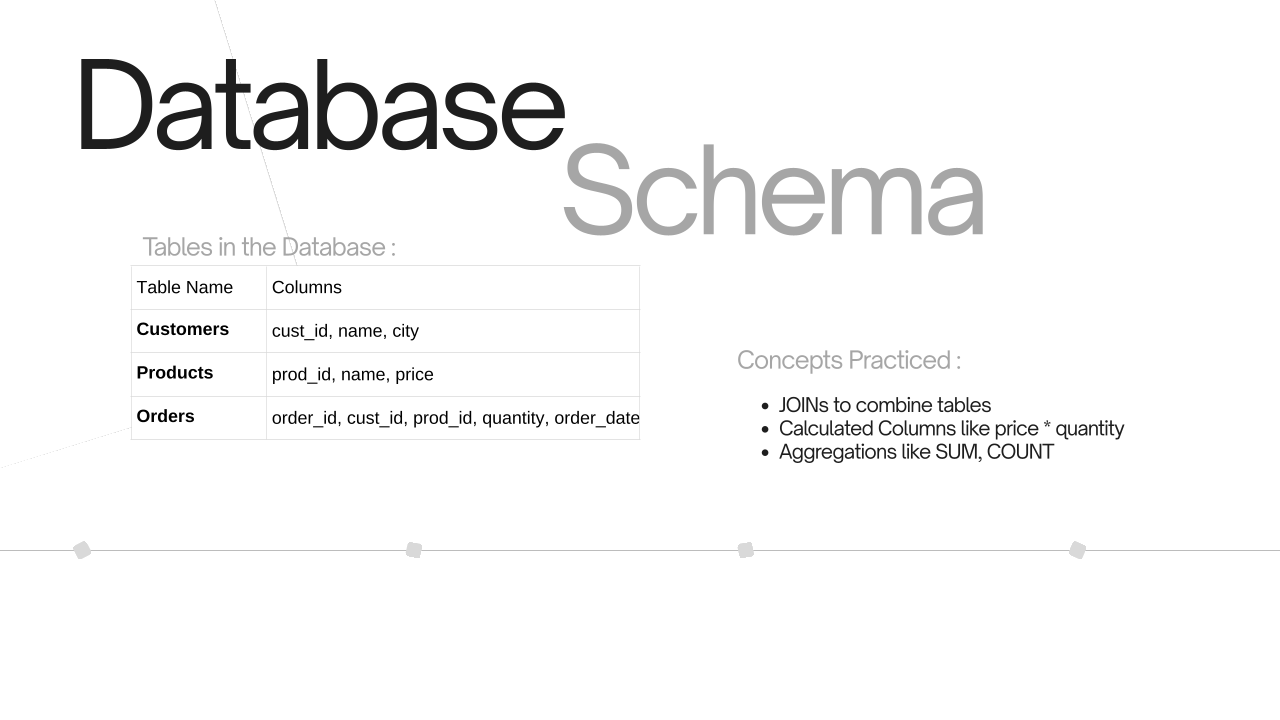 Database
Schema
Tables in the Database :
Table Name Columns
Customers cust_id, name, city
Products prod_id, name, price
Orders order_id, cust_id, prod_id, quantity, order_date
Concepts Practiced :
• JOINs to combine tables
• Calculated Columns like price * quantity
• Aggregations like SUM, COUNT